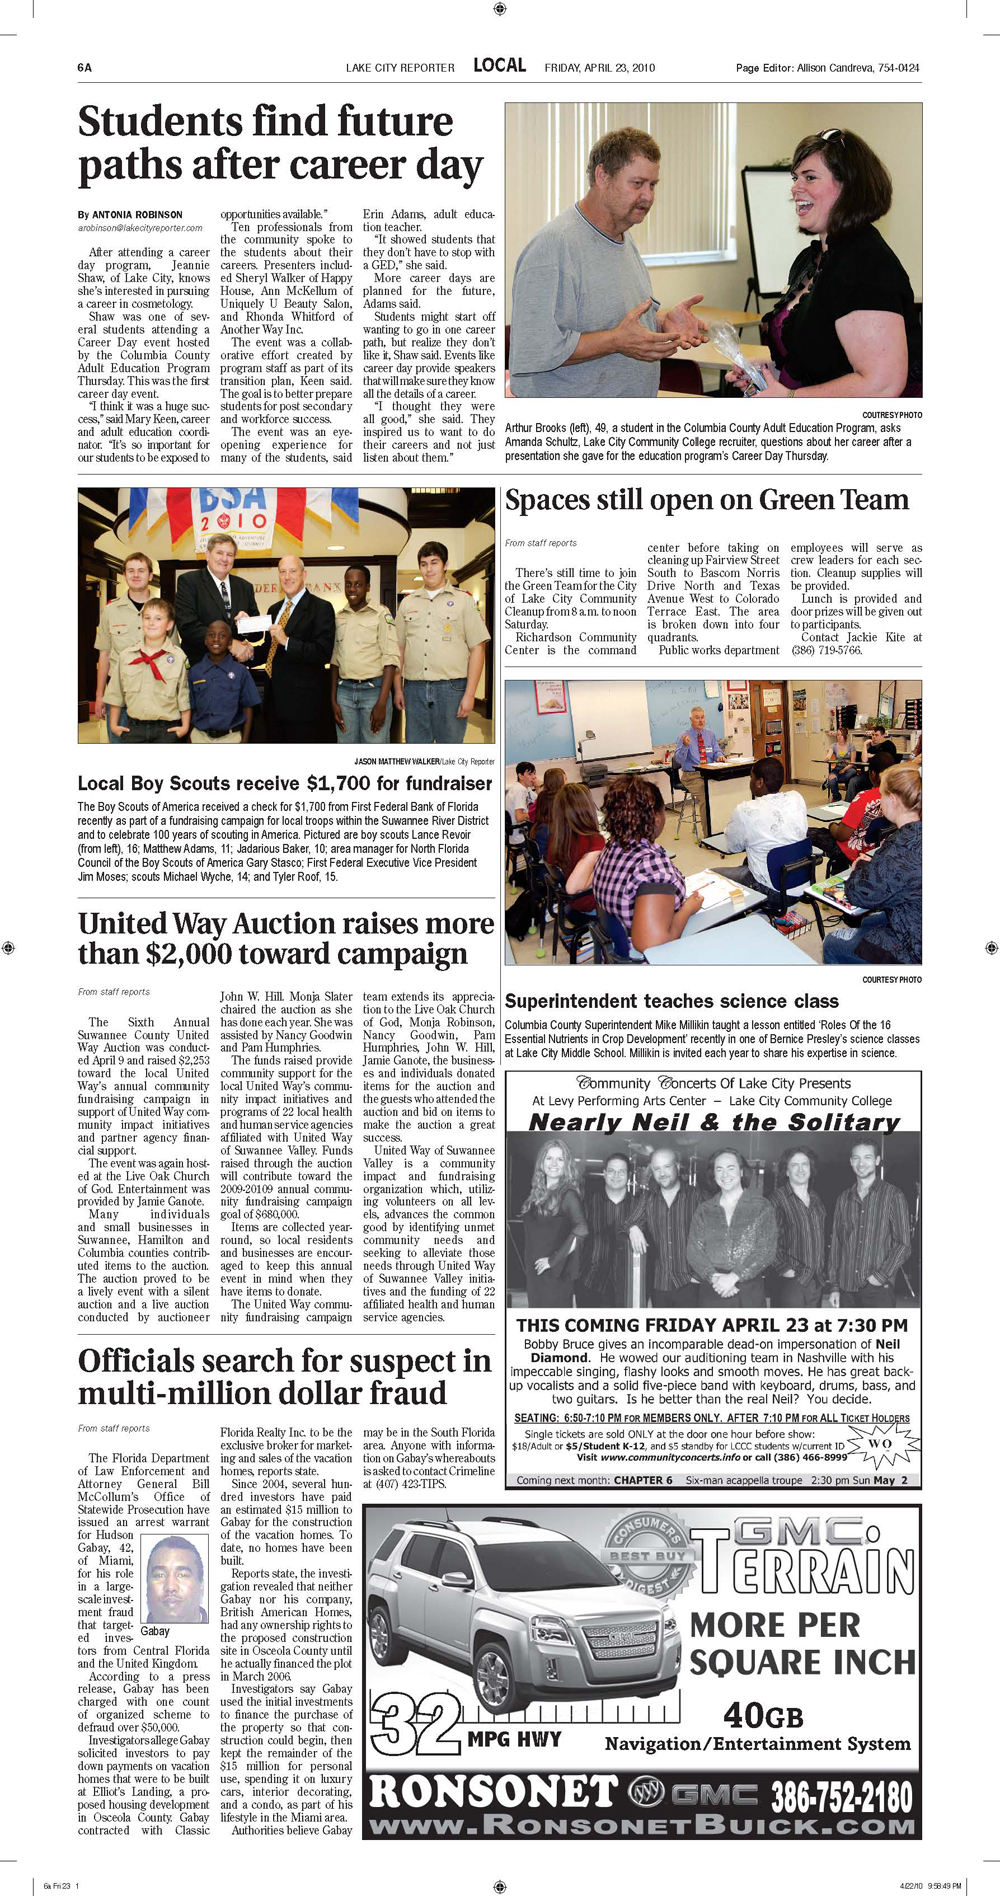 6A
LAKE CITY REPORTER LOCAL FRIDAY, APRIL 23, 2010
Page Editor: Allison Candreva, 754-0424
Students find future
paths after career day
By ANTONIA ROBINSON
arobinson@lakecityreporter.com
After attending a career
day program, Jeannie
Shaw, of Lake City, knows
she's interested in pursuing
a career in cosmetology.
Shaw was one of sev-
eral students attending a
Career Day event hosted
by the Columbia County
Adult Education Program
Thursday. This was the first
career day event.
"I think it was a huge suc-
cess," said Mary Keen, career
and adult education coordi-
nator. "It's so important for
our students to be exposed to
opportunities available."
Ten professionals from
the community spoke to
the students about their
careers. Presenters includ-
ed Sheryl Walker of Happy
House, Ann McKellum of
Uniquely U Beauty Salon,
and Rhonda Whitford of
Another Way Inc.
The event was a collab-
orative effort created by
program staff as part of its
transition plan, Keen said.
The goal is to better prepare
students for post secondary
and workforce success.
The event was an eye-
opening experience for
many of the students, said
Erin Adams, adult educa-
tion teacher.
"It showed students that
they don't have to stop with
a GED," she said.
More career days are
planned for the future,
Adams said.
Students might start off
wanting to go in one career
path, but realize they don't
like it, Shaw said. Events like
career day provide speakers
that will make sure they know
all the details of a career.
"I thought they were
all good," she said. They
inspired us to want to do
their careers and not just
listen about them."
COUTRESY PHOTO
Arthur Brooks (left), 49, a student in the Columbia County Adult Education Program, asks
Amanda Schultz, Lake City Community College recruiter, questions about her career after a
presentation she gave for the education program's Career Day Thursday.
BSA
2010
JASON MATTHEW WALKER/Lake City Reporter
Local Boy Scouts receive $1,700 for fundraiser
The Boy Scouts of America received a check for $1,700 from First Federal Bank of Florida
recently as part of a fundraising campaign for local troops within the Suwannee River District
and to celebrate 100 years of scouting in America. Pictured are boy scouts Lance Revoir
(from left), 16; Matthew Adams, 11; Jadarious Baker, 10; area manager for North Florida
Council of the Boy Scouts of America Gary Stasco; First Federal Executive Vice President
Jim Moses; scouts Michael Wyche, 14; and Tyler Roof, 15.
Spaces still open on Green Team
From staff reports
There's still time to join
the Green Team for the City
of Lake City Community
Cleanup from 8 a.m. to noon
Saturday.
Richardson Community
Center is the command
center before taking on
cleaning up Fairview Street
South to Bascom Norris
Drive North and Texas
Avenue West to Colorado
Terrace East. The area
is broken down into four
quadrants.
Public works department
employees will serve as
crew leaders for each sec-
tion. Cleanup supplies will
be provided.
Lunch is provided and
door prizes will be given out
to participants.
Contact Jackie Kite at
(386) 719-5766.
COURTESY PHOTO
Superintendent teaches science class
Columbia County Superintendent Mike Millikin taught a lesson entitled 'Roles Of the 16
Essential Nutrients in Crop Development' recently in one of Bernice Presley's science classes
at Lake City Middle School. Millikin is invited each year to share his expertise in science.
United Way Auction raises more
than $2,000 toward campaign
From staff reports
The Sixth Annual
Suwannee County United
Way Auction was conduct-
ed April 9 and raised $2,253
toward the local United
Way's annual community
fundraising campaign in
support of United Way com-
munity impact initiatives
and partner agency finan-
cial support.
The event was again host-
ed at the Live Oak Church
of God. Entertainment was
provided by Jamie Ganote.
Many individuals
and small businesses in
Suwannee, Hamilton and
Columbia counties contrib-
uted items to the auction.
The auction proved to be
a lively event with a silent
auction and a live auction
conducted by auctioneer
John W. Hill. Monja Slater
chaired the auction as she
has done each year. She was
assisted by Nancy Goodwin
and Pam Humphries.
The funds raised provide
community support for the
local United Way's commu-
nity impact initiatives and
programs of 22 local health
and human service agencies
affiliated with United Way
of Suwannee Valley. Funds
raised through the auction
will contribute toward the
2009-20109 annual commu-
nity fundraising campaign
goal of $680,000.
Items are collected year-
round, so local residents
and businesses are encour-
aged to keep this annual
event in mind when they
have items to donate.
The United Way commu-
nity fundraising campaign
team extends its apprecia-
tion to the Live Oak Church
of God, Monja Robinson,
Nancy Goodwin, Pam
Humphries, John W. Hill,
Jamie Ganote, the business-
es and individuals donated
items for the auction and
the guests who attended the
auction and bid on items to
make the auction a great
success.
United Way of Suwannee
Valley is a community
impact and fundraising
organization which, utiliz-
ing volunteers on all lev-
els, advances the common
good by identifying unmet
community needs and
seeking to alleviate those
needs through United Way
of Suwannee Valley initia-
tives and the funding of 22
affiliated health and human
service agencies.
Community Concerts Of Lake City Presents
At Levy Performing Arts Center – Lake City Community College
Nearly Neil & the Solitary
THIS COMING FRIDAY APRIL 23 at 7:30 PM
Bobby Bruce gives an incomparable dead-on impersonation of Neil
Diamond. He wowed our auditioning team in Nashville with his
impeccable singing, flashy looks and smooth moves. He has great back-
up vocalists and a solid five-piece band with keyboard, drums, bass, and
two guitars. Is he better than the real Neil? You decide.
SEATING: 6:50-7:10 PM FOR MEMBERS ONLY. AFTER 7:10 PM FOR ALL TICKET HOLDERS
Single tickets are sold ONLY at the door one hour before show:
$18/Adult or $5/Student K-12, and $5 standby for LCCC students w/current ID
Visit www.communityconcerts.info or call (386) 466-8999
WO
Coming next month: CHAPTER 6 Six-man acappella troupe 2:30 pm Sun May 2
Officials search for suspect in
multi-million dollar fraud
From staff reports
The Florida Department
of Law Enforcement and
Attorney General Bill
McCollum's Office of
Statewide Prosecution have
issued an arrest warrant
for Hudson
Gabay, 42,
of Miami,
for his role
in a large-
scale invest-
ment fraud
that target-
ed inves-
tors from Central Florida
and the United Kingdom.
Gabay
According to a press
release, Gabay has been
charged with one count
of organized scheme to
defraud over $50,000.
Investigators allege Gabay
solicited investors to pay
down payments on vacation
homes that were to be built
at Elliot's Landing, a pro-
posed housing development
in Osceola County. Gabay
contracted with Classic
Florida Realty Inc. to be the
exclusive broker for market-
ing and sales of the vacation
homes, reports state.
Since 2004, several hun-
dred investors have paid
an estimated $15 million to
Gabay for the construction
of the vacation homes. To
date, no homes have been
built.
Reports state, the investi-
gation revealed that neither
Gabay nor his company,
British American Homes,
had any ownership rights to
the proposed construction
site in Osceola County until
he actually financed the plot
in March 2006.
Investigators say Gabay
used the initial investments
to finance the purchase of
the property so that con-
struction could begin, then
kept the remainder of the
$15 million for personal
use, spending it on luxury
cars, interior decorating,
and a condo, as part of his
lifestyle in the Miami area.
Authorities believe Gabay
may be in the South Florida
area. Anyone with informa-
tion on Gabay's whereabouts
is asked to contact Crimeline
at (407) 423-TIPS.
CONSUMERS
BEST BUY
DIGEST
GMC
TERRAIN
MORE PER
SQUARE INCH
32 MPG HWY
40GB
Navigation/Entertainment System
RONSONET GMC 386-752-2180
WWW.RONSONETBUICK.COM
6a Fri 23 1
4/22/10 9:58:49 PM